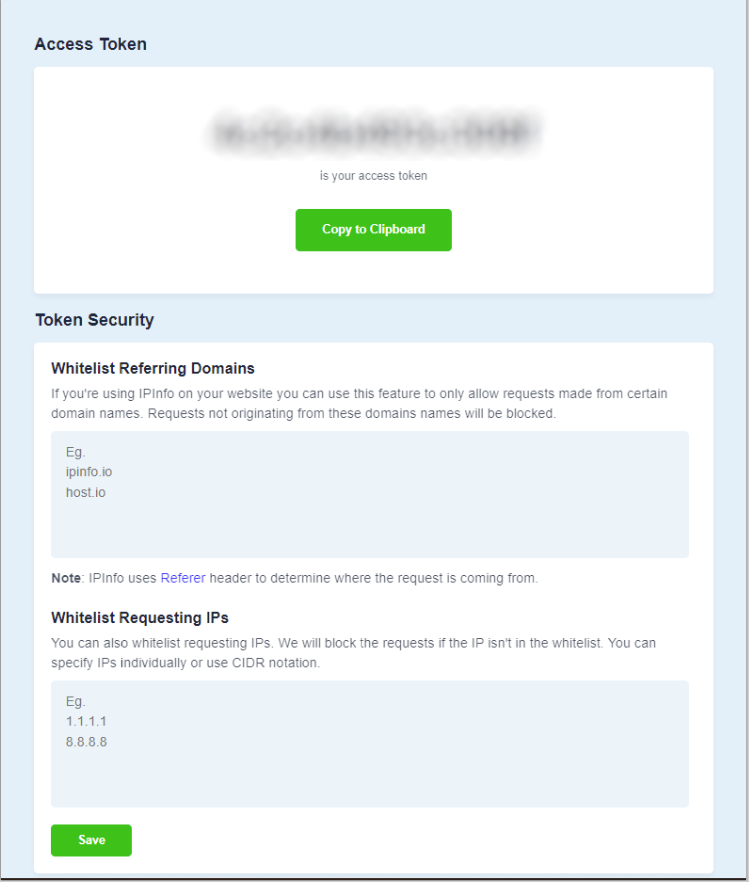 Access Token
is your access token
Copy to Clipboard
Token Security
Whitelist Referring Domains
If you're using IPInfo on your website you can use this feature to only allow requests made from certain
domain names. Requests not originating from these domains names will be blocked.
Eg.
ipinfo.io
host.io
Note: IPInfo uses Referer header to determine where the request is coming from.
Whitelist Requesting IPs
You can also whitelist requesting IPs. We will block the requests if the IP isn't in the whitelist. You can
specify IPs individually or use CIDR notation.
Eg.
1.1.1.1
8.8.8.8
Save